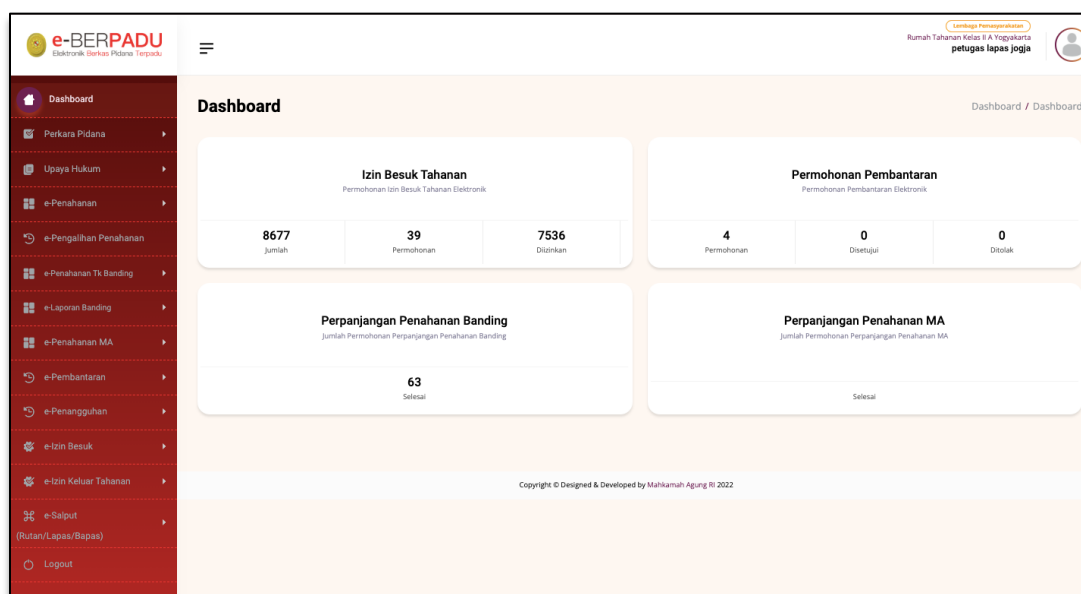 e-BERPADU
Elektronik Berkas Pidana Terpadu
Lembaga Pemasyarakatan
Rumah Tahanan Kelas II A Yogyakarta
petugas lapas jogja
Dashboard
Perkara Pidana
Upaya Hukum
e-Penahanan
e-Pengalihan Penahanan
e-Penahanan Tk Banding
e-Laporan Banding
e-Penahanan MA
e-Pembantaran
e-Penangguhan
e-Izin Besuk
e-Izin Keluar Tahanan
e-Salput
(Rutan/Lapas/Bapas)
Logout
Dashboard
Dashboard / Dashboard
Izin Besuk Tahanan
Permohonan Izin Besuk Tahanan Elektronik
8677 39 7536
Jumlah Permohonan Diizinkan
Permohonan Pembantaran
Permohonan Pembantaran Elektronik
4 0 0
Permohonan Disetujui Ditolak
Perpanjangan Penahanan Banding
Jumlah Permohonan Perpanjangan Penahanan Banding
63
Selesai
Perpanjangan Penahanan MA
Jumlah Permohonan Perpanjangan Penahanan MA
Selesai
Copyright © Designed & Developed by Mahkamah Agung RI 2022